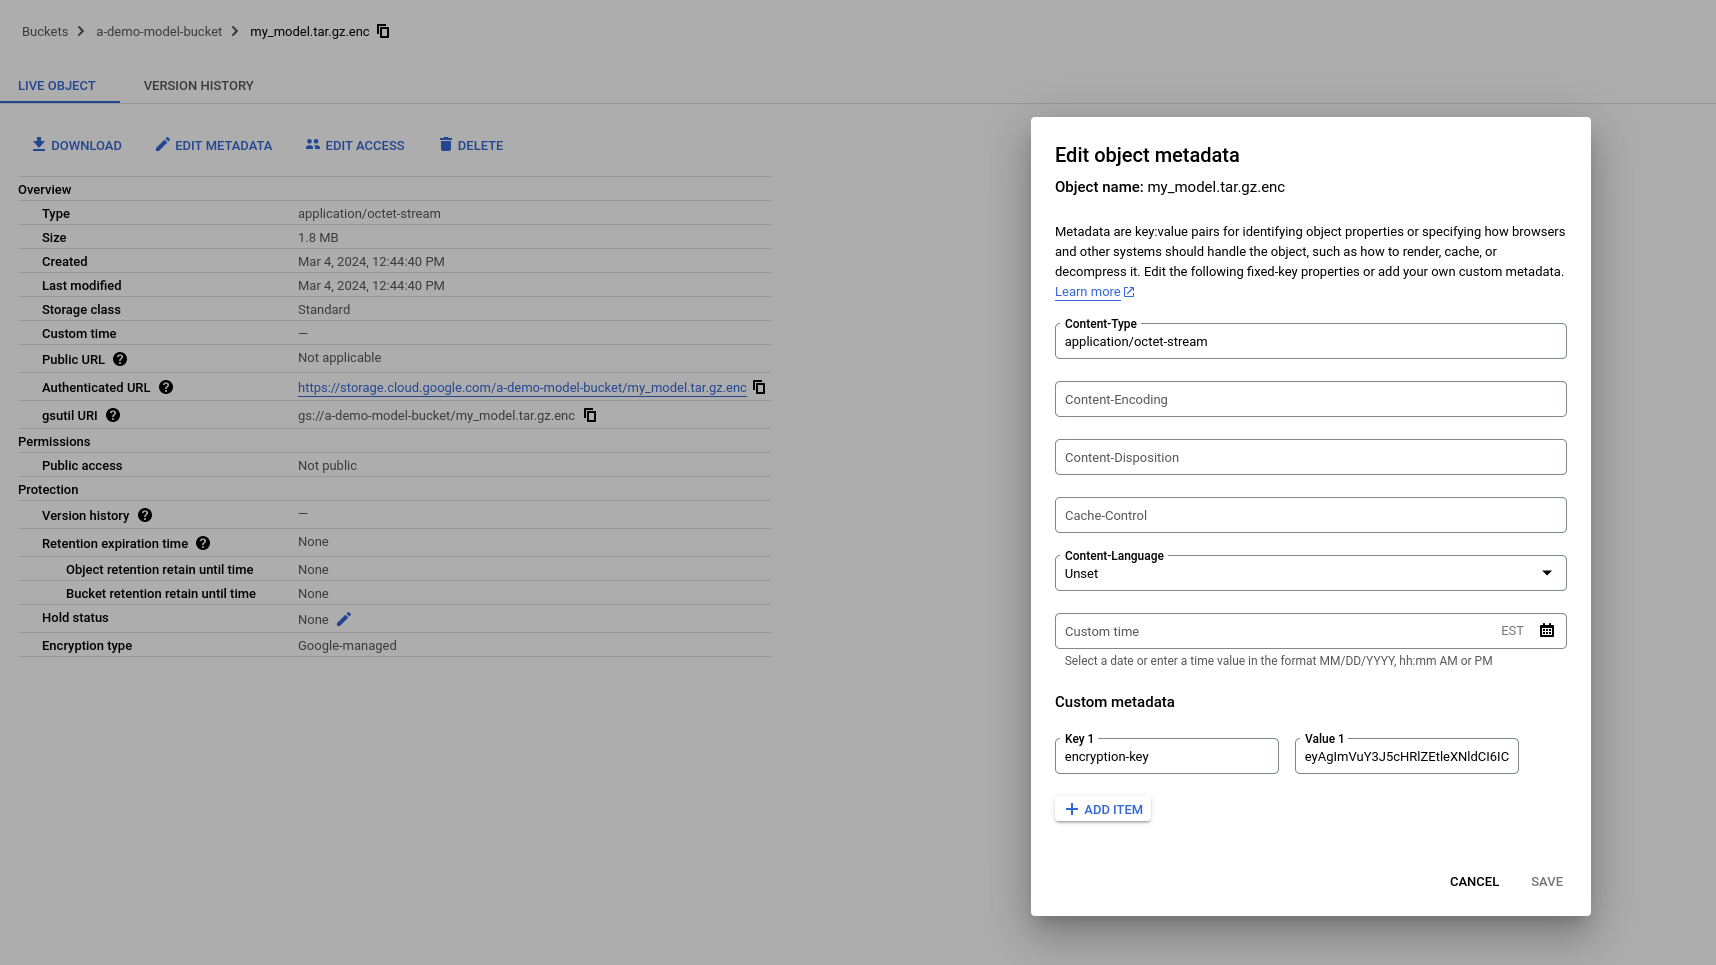 Buckets > a-demo-model-bucket > my_model.tar.gz.enc
LIVE OBJECT VERSION HISTORY
DOWNLOAD EDIT METADATA EDIT ACCESS DELETE
Overview
Type application/octet-stream
Size 1.8 MB
Created Mar 4, 2024, 12:44:40 PM
Last modified Mar 4, 2024, 12:44:40 PM
Storage class Standard
Custom time —
Public URL Not applicable
Authenticated URL https://storage.cloud.google.com/a-demo-model-bucket/my_model.tar.gz.enc
gsutil URI gs://a-demo-model-bucket/my_model.tar.gz.enc
Permissions
Public access Not public
Protection
Version history —
Retention expiration time None
Object retention retain until time None
Bucket retention retain until time None
Hold status None
Encryption type Google-managed
Edit object metadata
Object name: my_model.tar.gz.enc
Metadata are key:value pairs for identifying object properties or specifying how browsers
and other systems should handle the object, such as how to render, cache, or
decompress it. Edit the following fixed-key properties or add your own custom metadata.
Learn more
Content-Type
application/octet-stream
Content-Encoding
Content-Disposition
Cache-Control
Content-Language
Unset
Custom time EST
Select a date or enter a time value in the format MM/DD/YYYY, hh:mm AM or PM
Custom metadata
Key 1 Value 1
encryption-key eyAgImVuY3J5cHRlZEtleXNldCI6IC
ADD ITEM
CANCEL SAVE